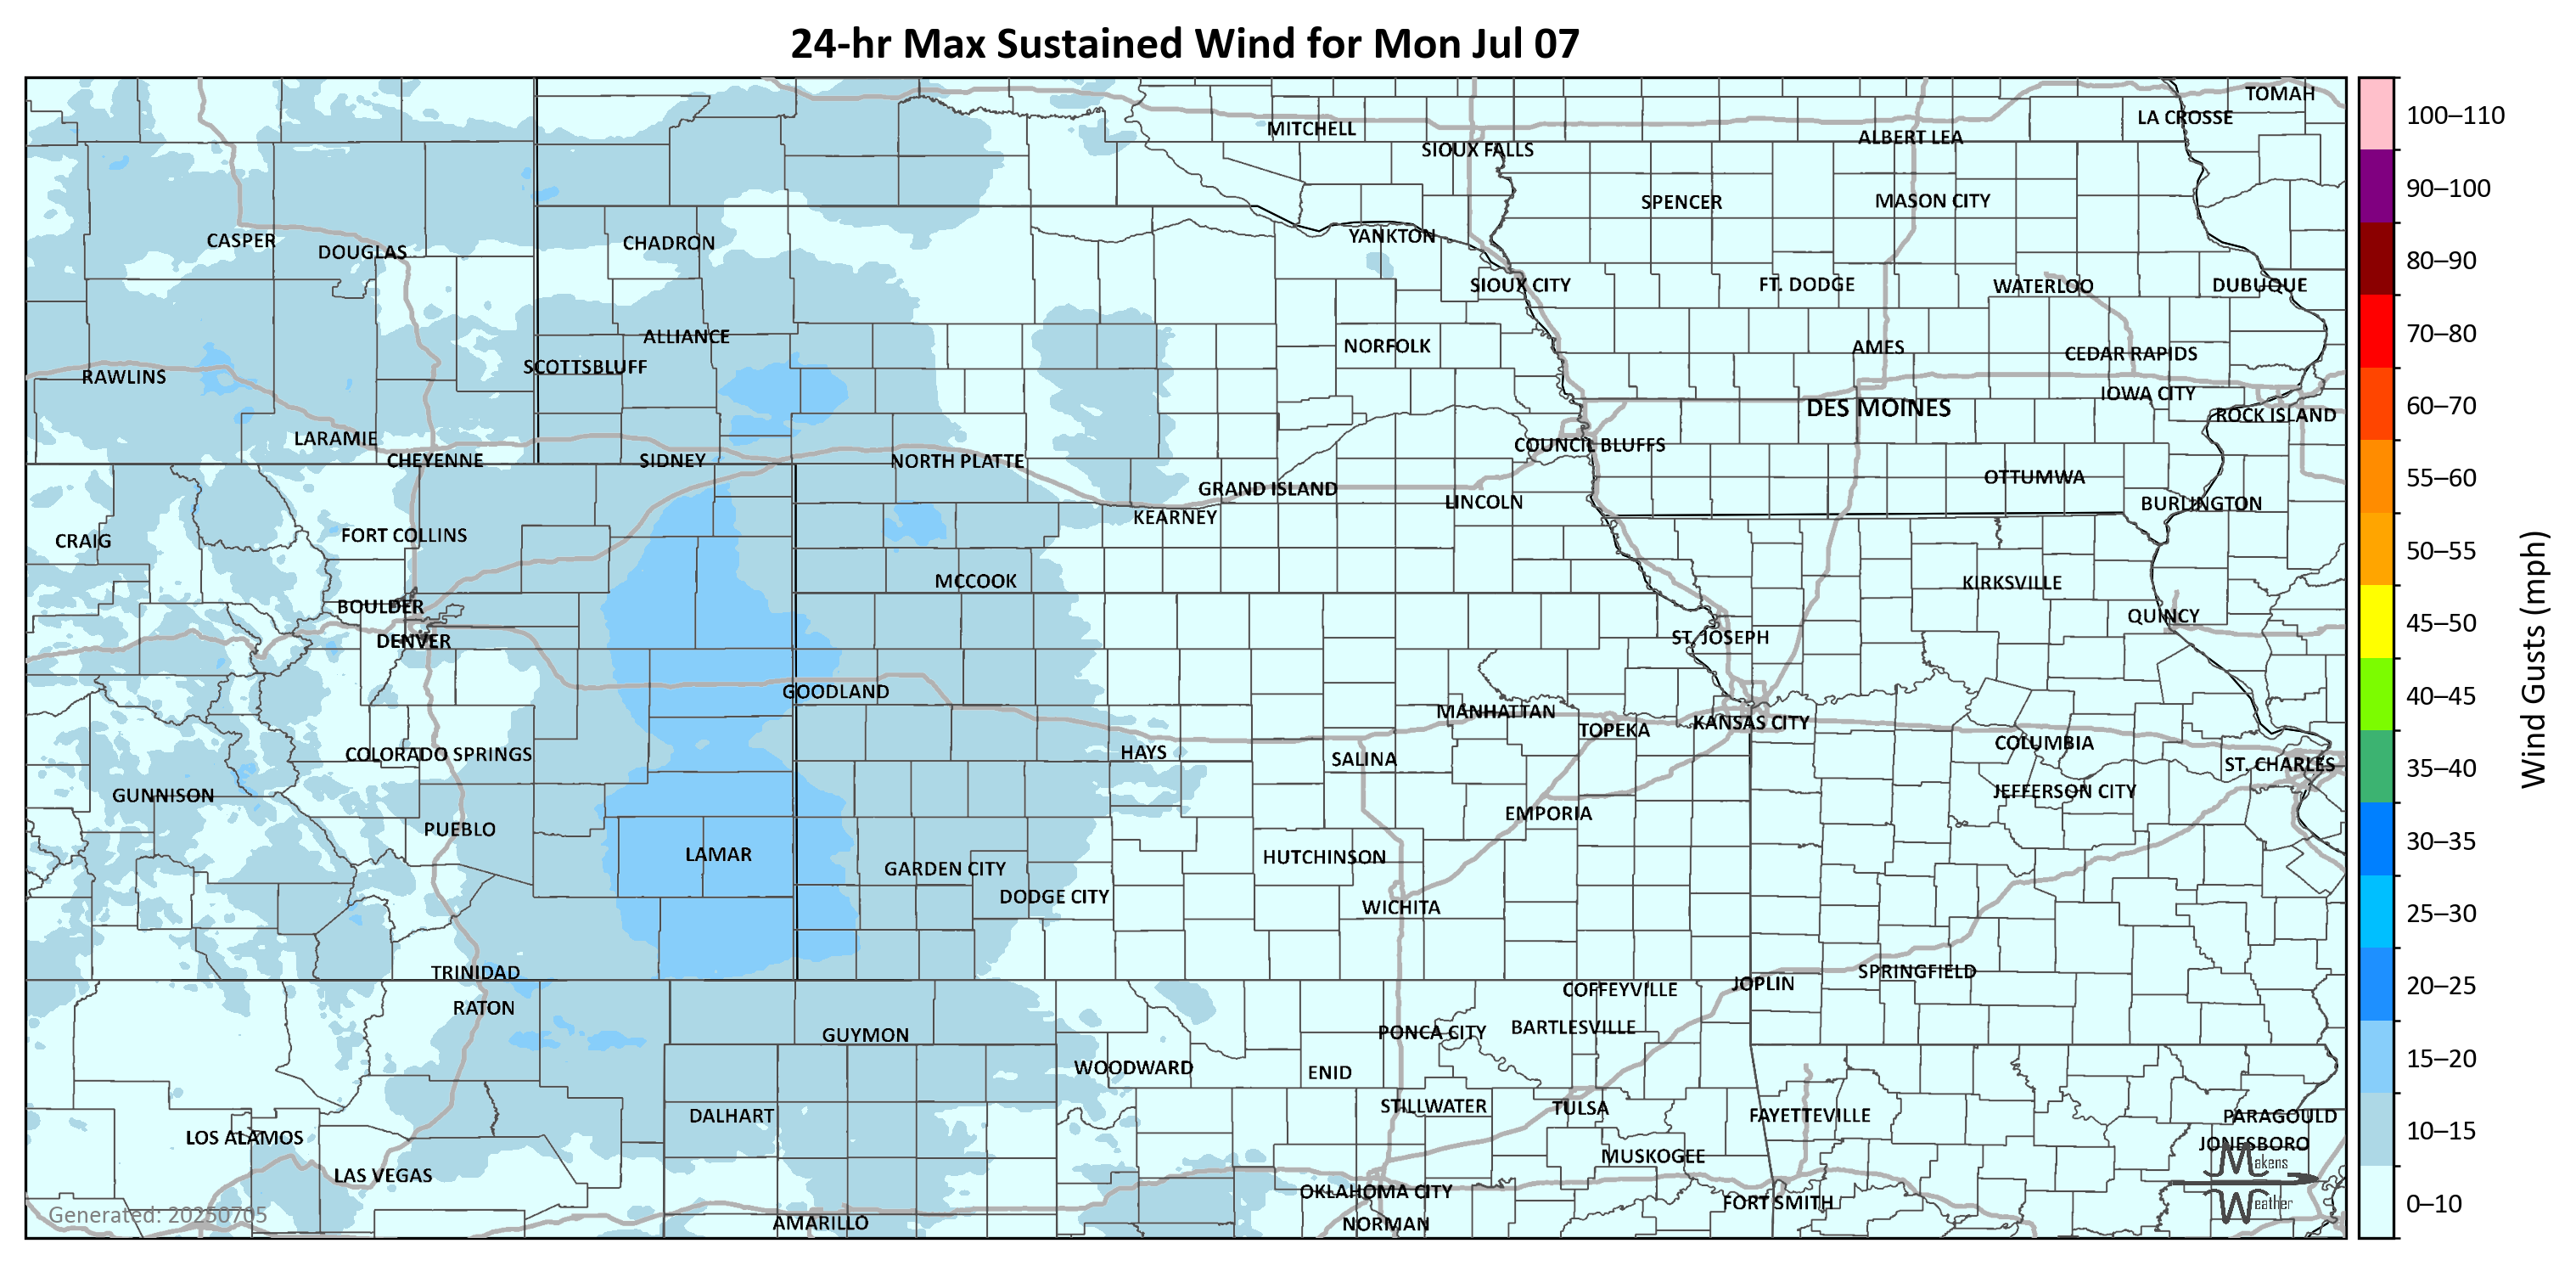 24-hr Max Sustained Wind for Mon Jul 07
TOMAH
LA CROSSE
MITCHELL
ALBERT LEA
SIOUX FALLS
SPENCER
MASON CITY
CASPER
DOUGLAS
CHADRON
YANKTON
SIOUX CITY
FT. DODGE
WATERLOO
DUBUQUE
ALLIANCE
NORFOLK
AMES
CEDAR RAPIDS
SCOTTSBLUFF
RAWLINS
IOWA CITY
DES MOINES
ROCK ISLAND
LARAMIE
COUNCIL BLUFFS
CHEYENNE
SIDNEY
NORTH PLATTE
OTTUMWA
GRAND ISLAND
LINCOLN
BURLINGTON
KEARNEY
FORT COLLINS
CRAIG
MCCOOK
KIRKSVILLE
BOULDER
QUINCY
DENVER
ST. JOSEPH
GOODLAND
MANHATTAN
TOPEKA
KANSAS CITY
COLUMBIA
COLORADO SPRINGS
HAYS
SALINA
ST. CHARLES
GUNNISON
JEFFERSON CITY
EMPORIA
PUEBLO
LAMAR
HUTCHINSON
GARDEN CITY
DODGE CITY
WICHITA
TRINIDAD
SPRINGFIELD
JOPLIN
COFFEYVILLE
RATON
GUYMON
PONCA CITY
BARTLESVILLE
WOODWARD
ENID
STILLWATER
TULSA
DALHART
FAYETTEVILLE
PARAGOULD
LOS ALAMOS
JONESBORO
MUSKOGEE
LAS VEGAS
OKLAHOMA CITY
FORT SMITH
AMARILLO
NORMAN
Makens
Weather
Generated: 20250705
100–110
90–100
80–90
70–80
60–70
55–60
50–55
45–50
40–45
35–40
30–35
25–30
20–25
15–20
10–15
0–10
Wind Gusts (mph)